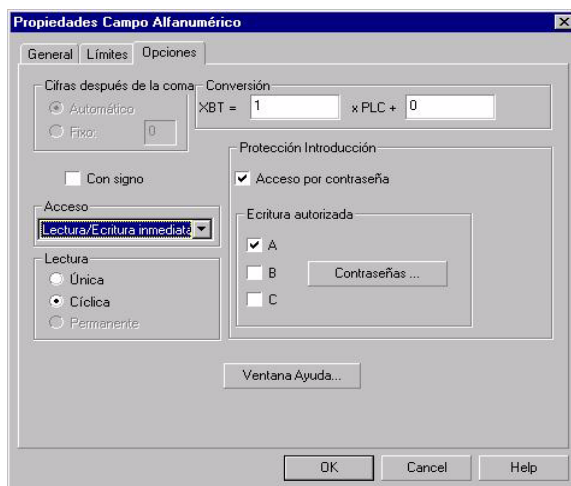 Propiedades Campo Alfanumérico
General Límites Opciones
Cifras después de la coma
Automático
Fixo: 0
Conversión
XBT = 1 x PLC + 0
Con signo
Acceso
Lectura/Ecritura inmediata
Lectura
Única
Cíclica
Permanente
Protección Introducción
Acceso por contraseña
Ecritura autorizada
A
B
C
Contraseñas ...
Ventana Ayuda...
OK Cancel Help